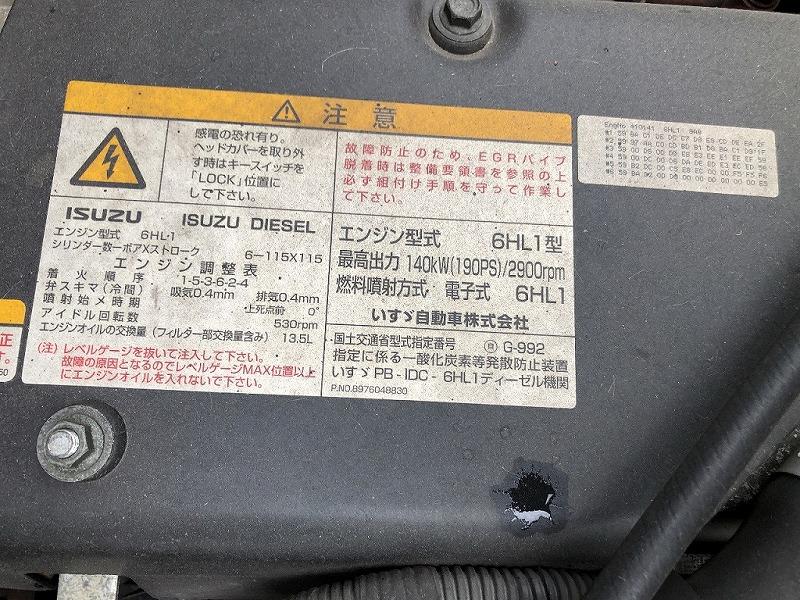 注意
感電の恐れ有り。
ヘッドカバーを取り外
す時はキースイッチを
「LOCK」位置に
して下さい。
故障防止のため、EGRパイプ
脱着時は整備要領書を参照の上
必ず組付け手順を守って作業し
て下さい。
ISUZU ISUZU DIESEL
エンジン型式 6HL-1
シリンダー数ーボアXストローク 6-115X115
エンジン調整表
着火順序 1-5-3-6-2-4
弁スキマ(冷間) 吸気0.4mm 排気0.4mm
噴射始メ時期 上死点前 0°
アイドル回転数 530rpm
エンジンオイルの交換量(フィルター部交換量含み) 13.5L
(注)レベルゲージを抜いて注入して下さい。
故障の原因となるのでレベルゲージMAX位置以上
にエンジンオイルを入れないで下さい。
エンジン型式 6HL1型
最高出力 140kW(190PS)/2900rpm
燃料噴射方式 電子式 6HL1
いすゞ自動車株式会社
国土交通省型式指定番号 G-992
指定に係る一酸化炭素等発散防止装置
いすゞPB-IDC-6HL1ディーゼル機関
P.NO.8976048830
EngNo 410141 6HL1
正
い。